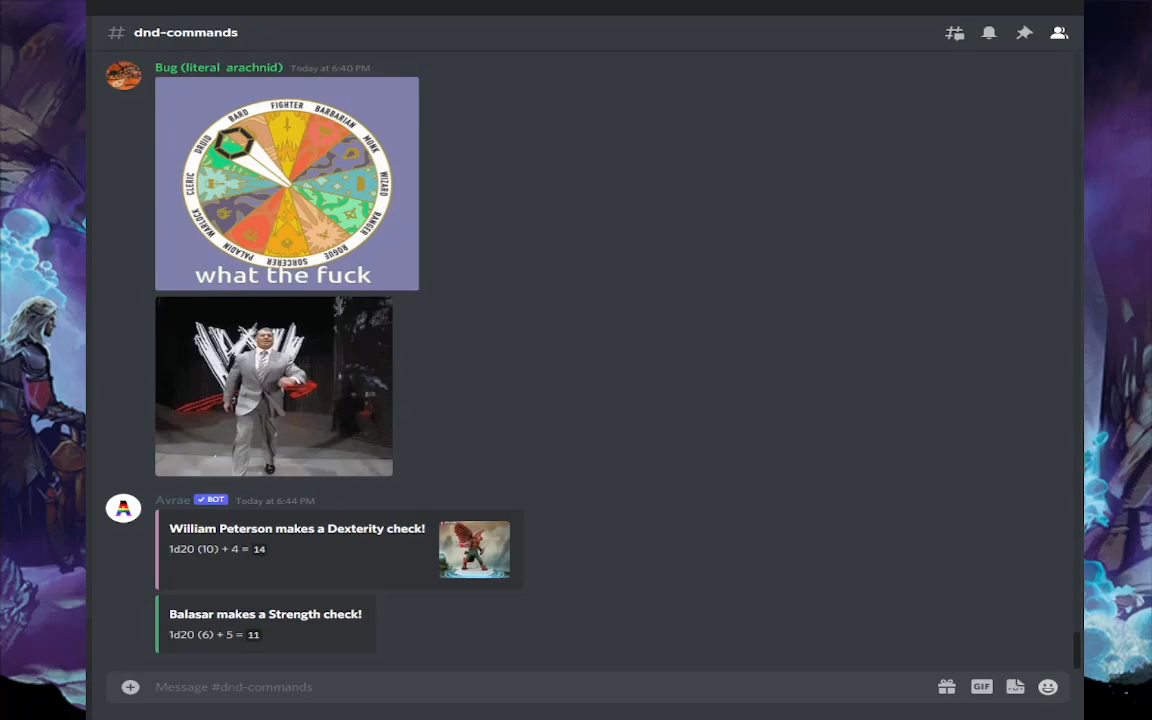 dnd-commands
Bug (literal arachnid) Today at 6:40 PM
FIGHTER
BARBARIAN
MONK
WIZARD
RANGER
ROGUE
SORCERER
PALADIN
WARLOCK
CLERIC
DRUID
BARD
what the fuck
Avrae BOT Today at 6:44 PM
William Peterson makes a Dexterity check!
1d20 (10) + 4 = 14
Balasar makes a Strength check!
1d20 (6) + 5 = 11
Message #dnd-commands
GIF